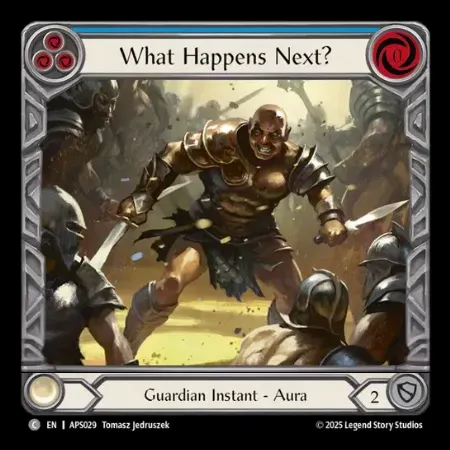 What Happens Next?
0
Guardian Instant - Aura
2
C EN | APS029 Tomasz Jedruszek
© 2025 Legend Story Studios